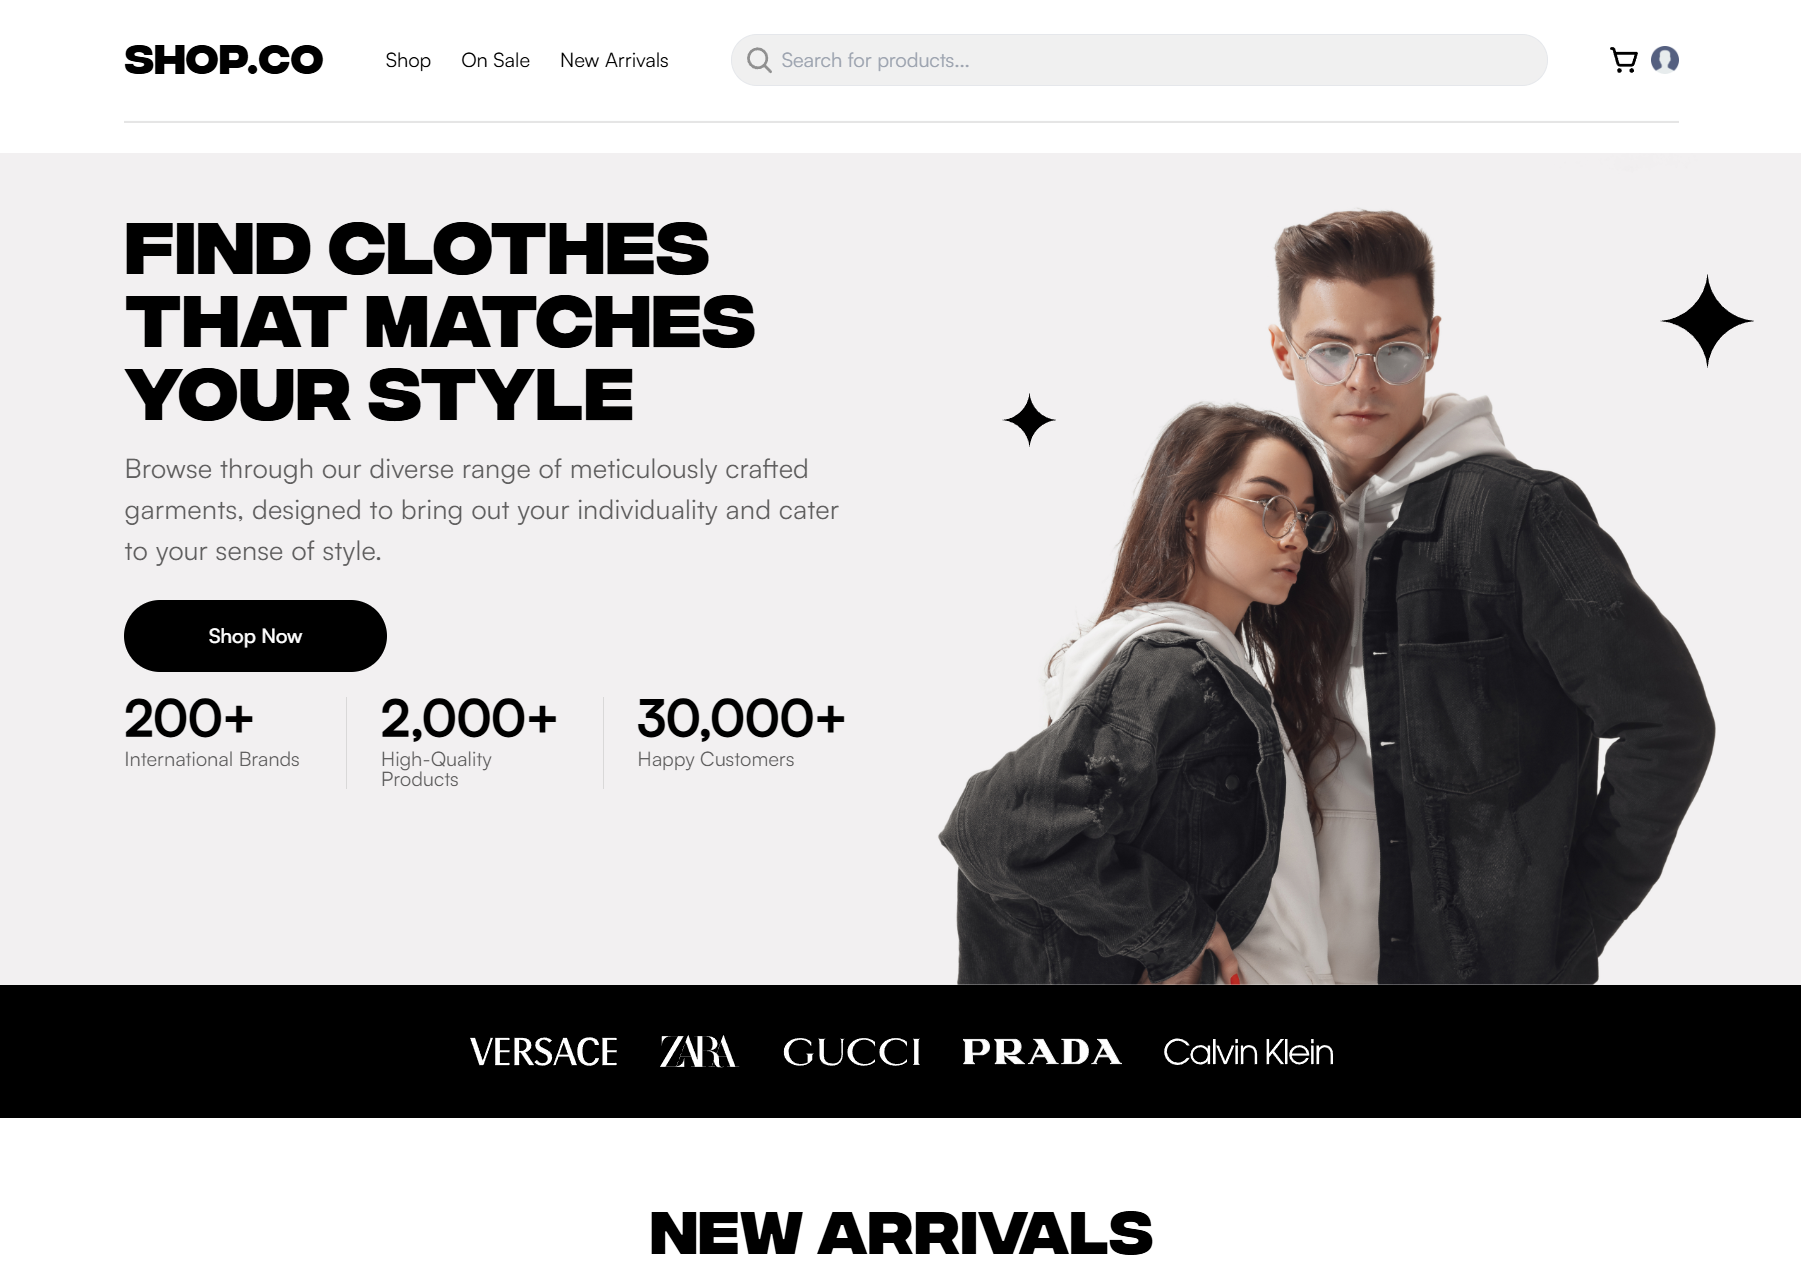 SHOP.CO
Shop
On Sale
New Arrivals
Search for products...
FIND CLOTHES
THAT MATCHES
YOUR STYLE
Browse through our diverse range of meticulously crafted
garments, designed to bring out your individuality and cater
to your sense of style.
Shop Now
200+
International Brands
2,000+
High-Quality
Products
30,000+
Happy Customers
VERSACE
ZARA
GUCCI
PRADA
Calvin Klein
NEW ARRIVALS